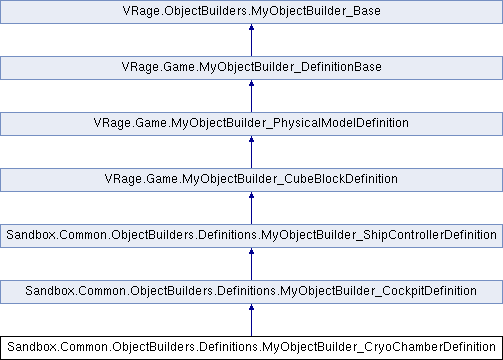 VRage.ObjectBuilders.MyObjectBuilder_Base
VRage.Game.MyObjectBuilder_DefinitionBase
VRage.Game.MyObjectBuilder_PhysicalModelDefinition
VRage.Game.MyObjectBuilder_CubeBlockDefinition
Sandbox.Common.ObjectBuilders.Definitions.MyObjectBuilder_ShipControllerDefinition
Sandbox.Common.ObjectBuilders.Definitions.MyObjectBuilder_CockpitDefinition
Sandbox.Common.ObjectBuilders.Definitions.MyObjectBuilder_CryoChamberDefinition